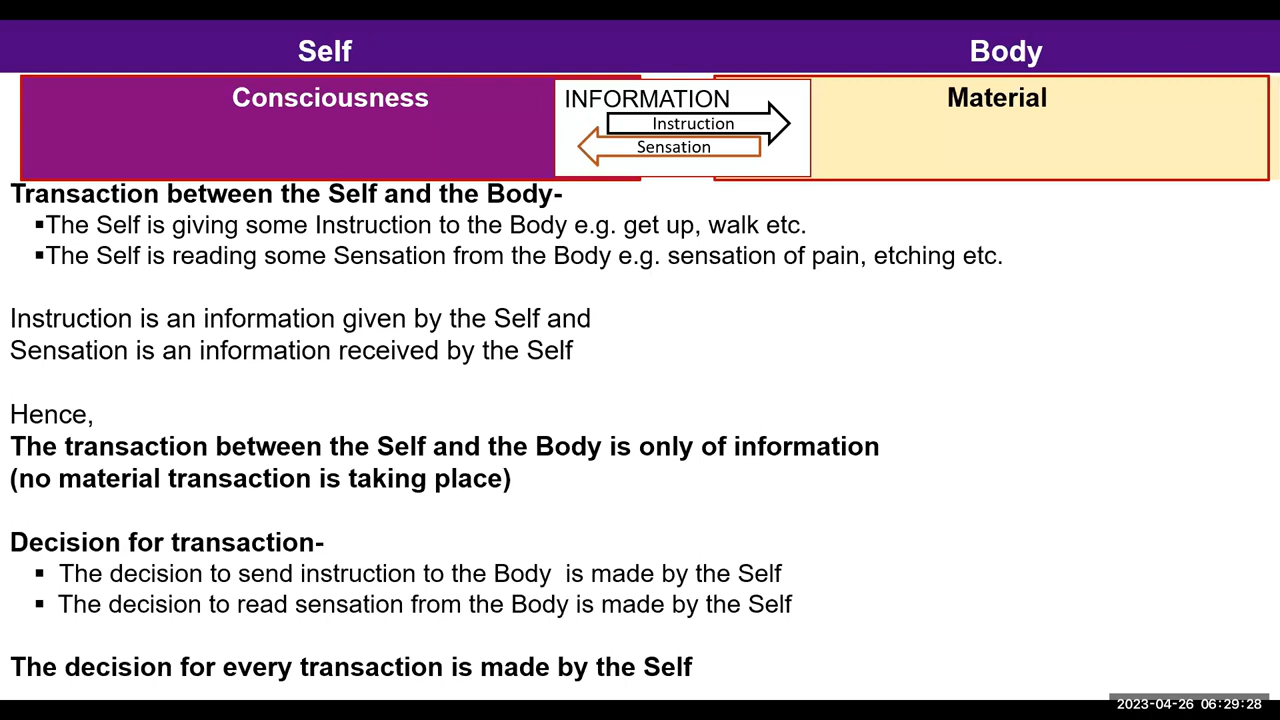 Self
Body
Consciousness
INFORMATION
Instruction
Sensation
Material
Transaction between the Self and the Body-
▪The Self is giving some Instruction to the Body e.g. get up, walk etc.
▪The Self is reading some Sensation from the Body e.g. sensation of pain, etching etc.
Instruction is an information given by the Self and
Sensation is an information received by the Self
Hence,
The transaction between the Self and the Body is only of information
(no material transaction is taking place)
Decision for transaction-
▪ The decision to send instruction to the Body is made by the Self
▪ The decision to read sensation from the Body is made by the Self
The decision for every transaction is made by the Self
2023-04-26 06:29:28